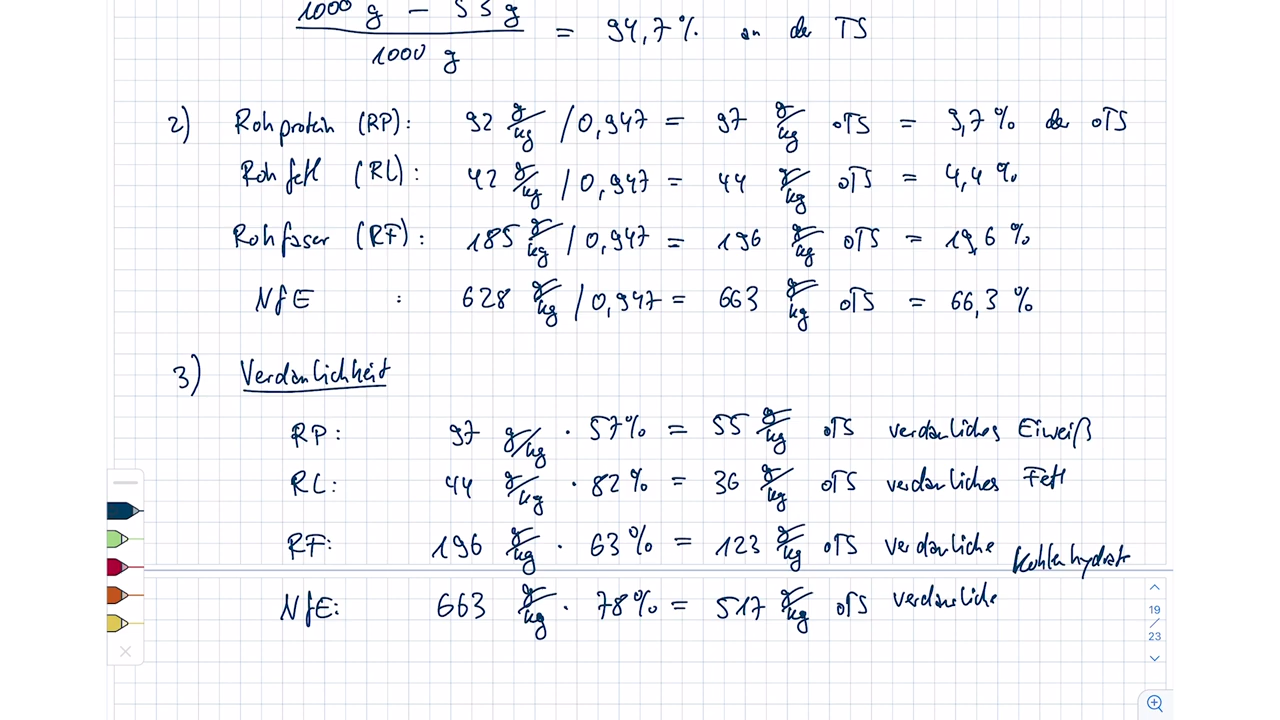 1000 g – 53 g
= 94,7 % an der TS
1000 g
2) Rohprotein (RP): 92 g/kg / 0,947 = 97 g/kg oTS = 9,7 % der oTS
Rohfett (RL): 42 g/kg / 0,947 = 44 g/kg oTS = 4,4 %
Rohfaser (RF): 185 g/kg / 0,947 = 196 g/kg oTS = 19,6 %
NfE : 628 g/kg / 0,947 = 663 g/kg oTS = 66,3 %
3) Verdaulichkeit
RP: 97 g/kg · 57% = 55 g/kg oTS verdauliches Eiweiß
RL: 44 g/kg · 82 % = 36 g/kg oTS verdauliches Fett
RF: 196 g/kg · 63 % = 123 g/kg oTS verdauliche Kohlenhydrate
NfE: 663 g/kg · 78 % = 517 g/kg oTS verdauliche
19
/
23